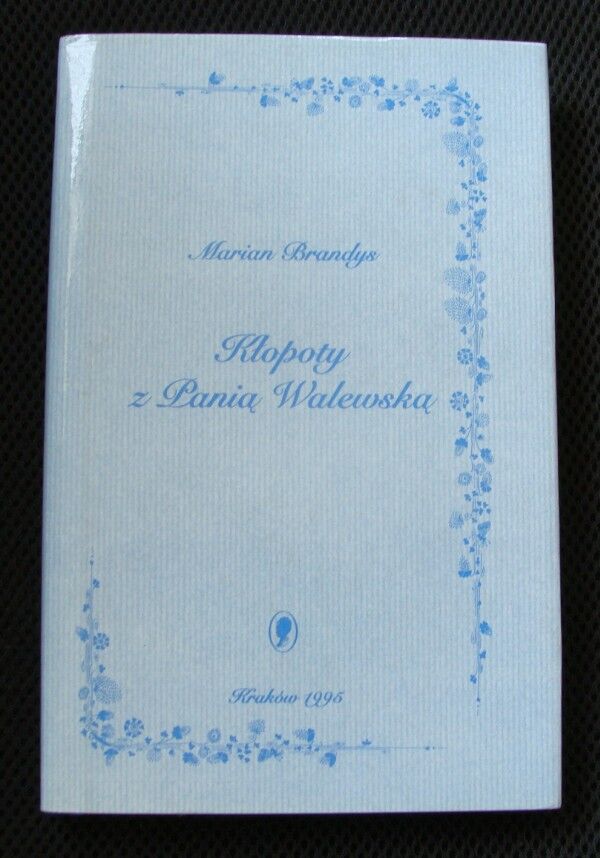 Marian Brandys
Kłopoty
z Panią Walewską
Kraków 1995